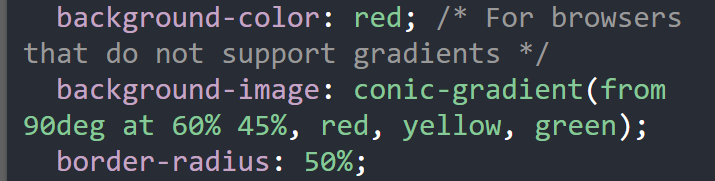 background-color: red; /* For browsers
that do not support gradients */
background-image: conic-gradient(from
90deg at 60% 45%, red, yellow, green);
border-radius: 50%;